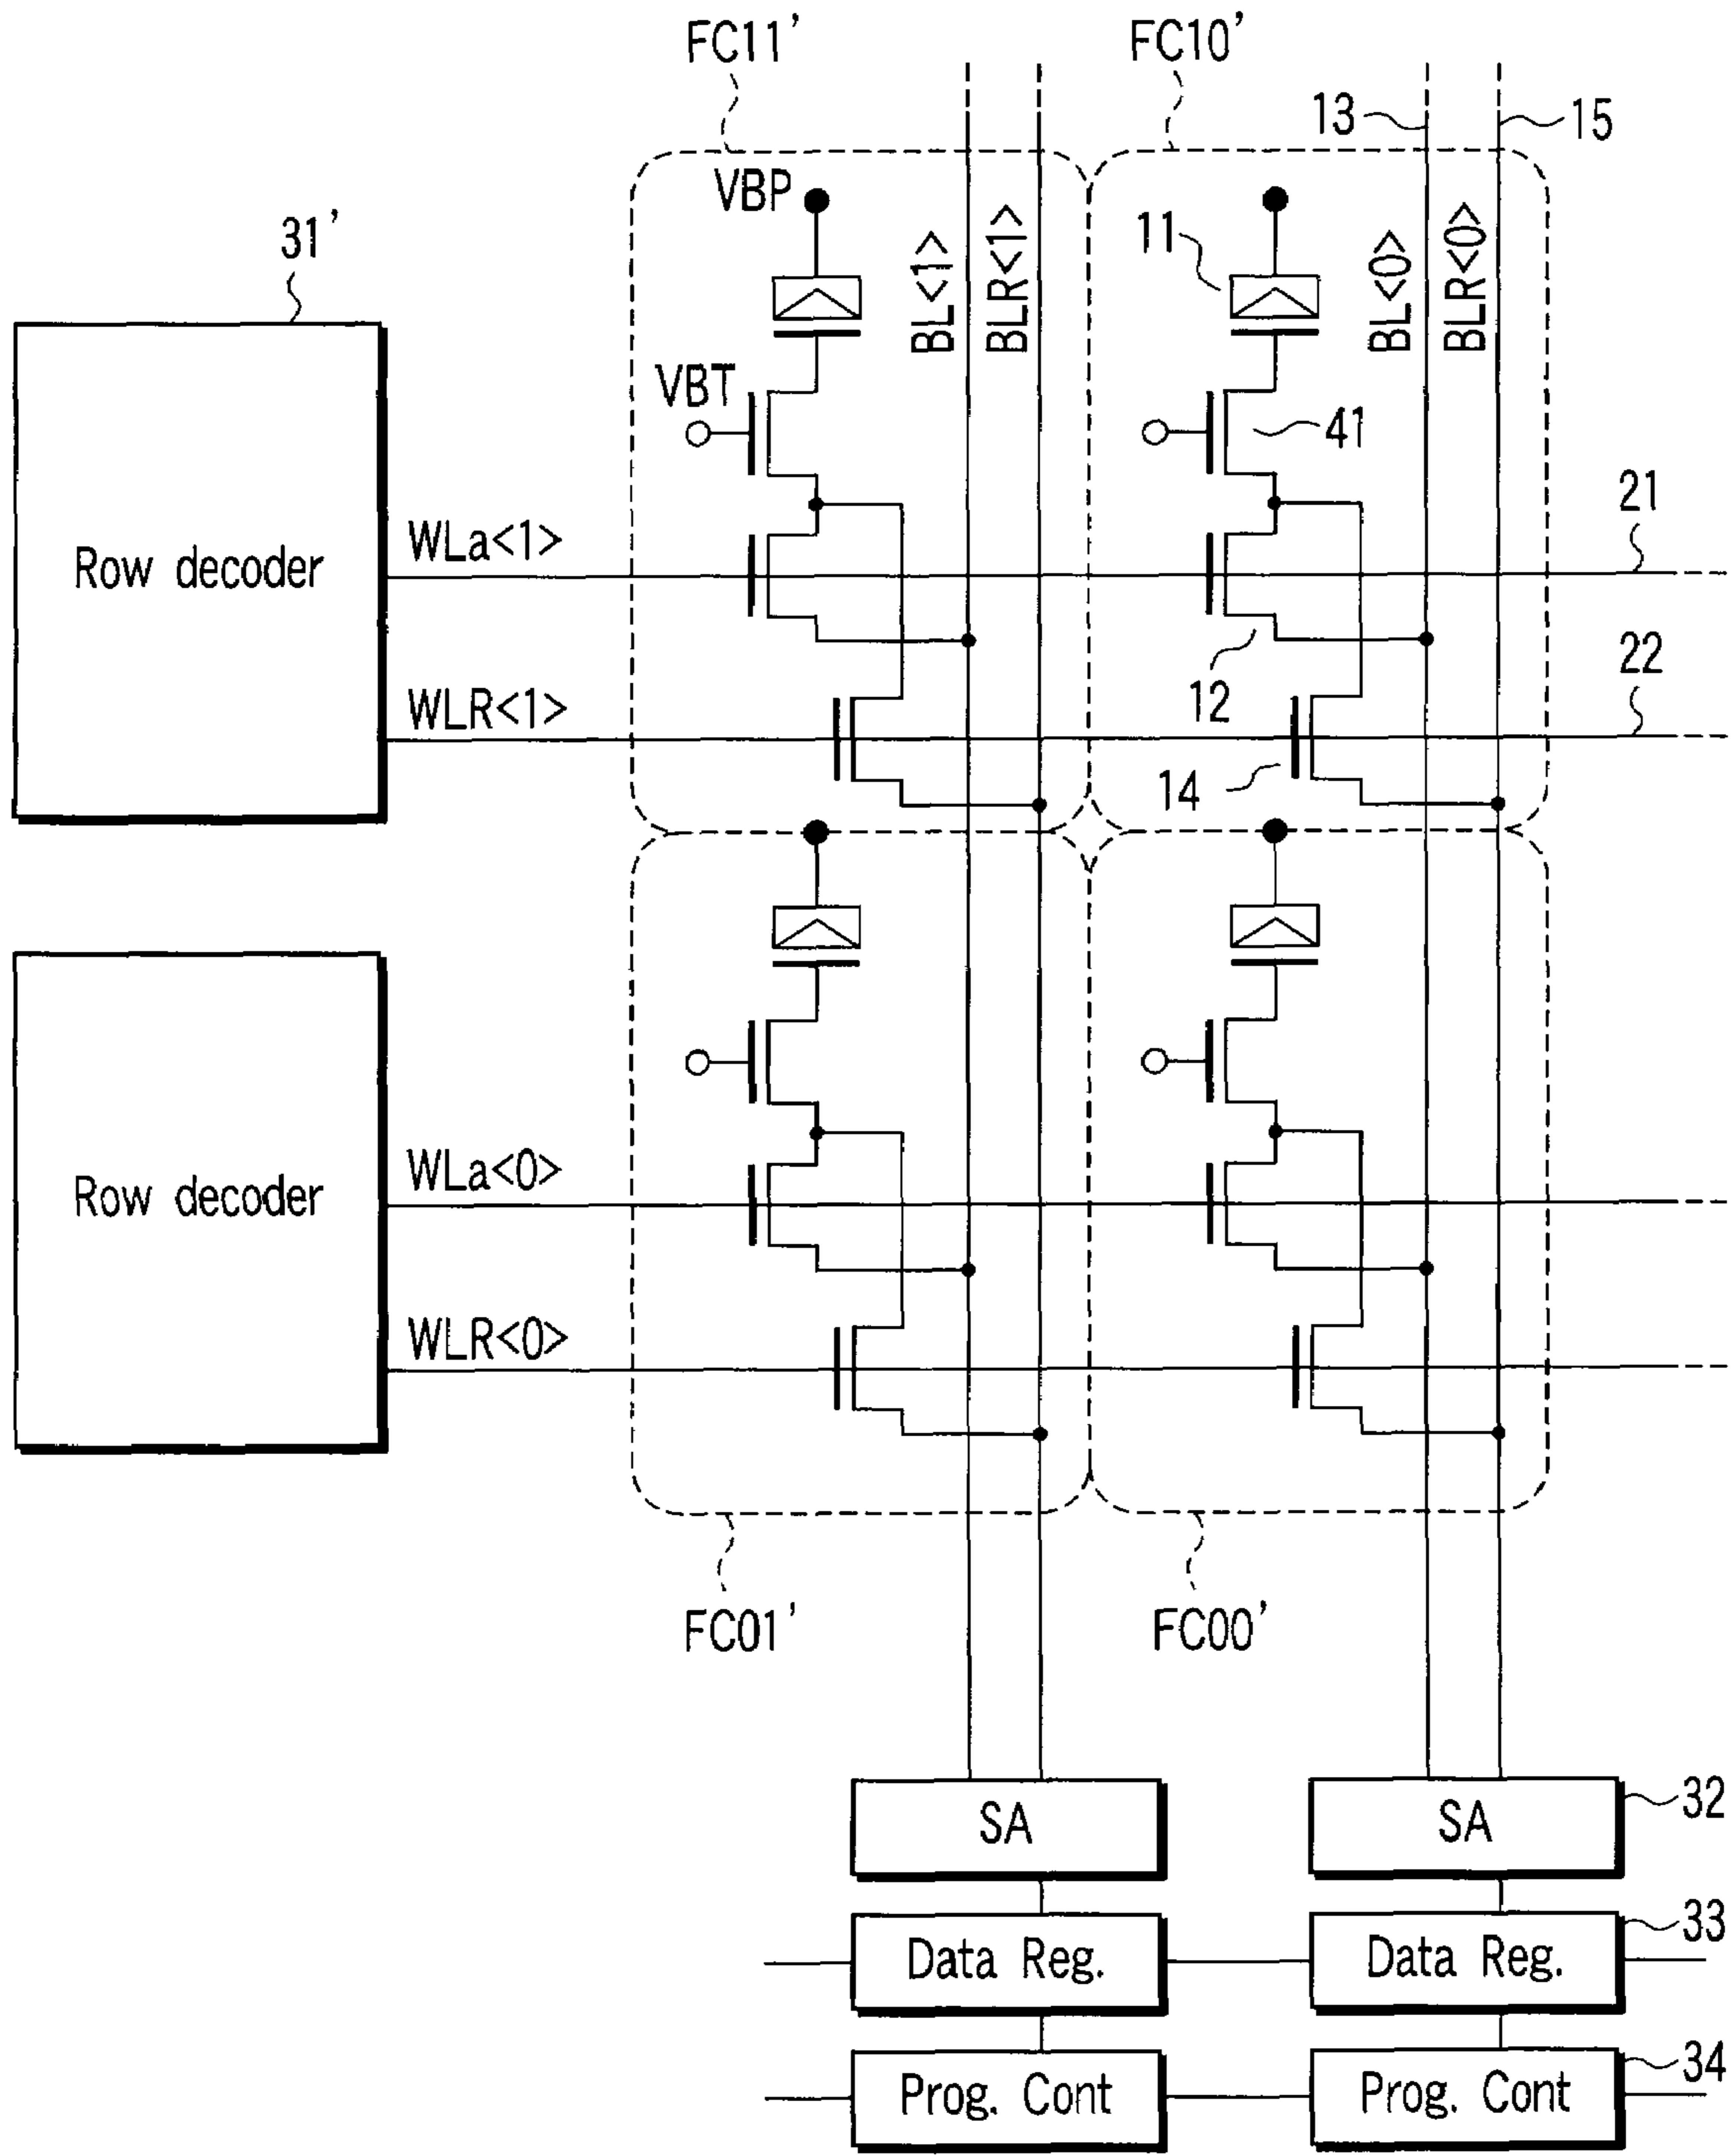 FC11' FC10'
13 15
VBP
31' 11
BL<1> BLR<1> BL<0> BLR<0>
VBT 41
21
WLa<1>
Row decoder
22
WLR<1> 12
14
WLa<0>
Row decoder
WLR<0>
FC01' FC00'
SA SA 32
Data Reg. Data Reg. 33
Prog. Cont Prog. Cont 34